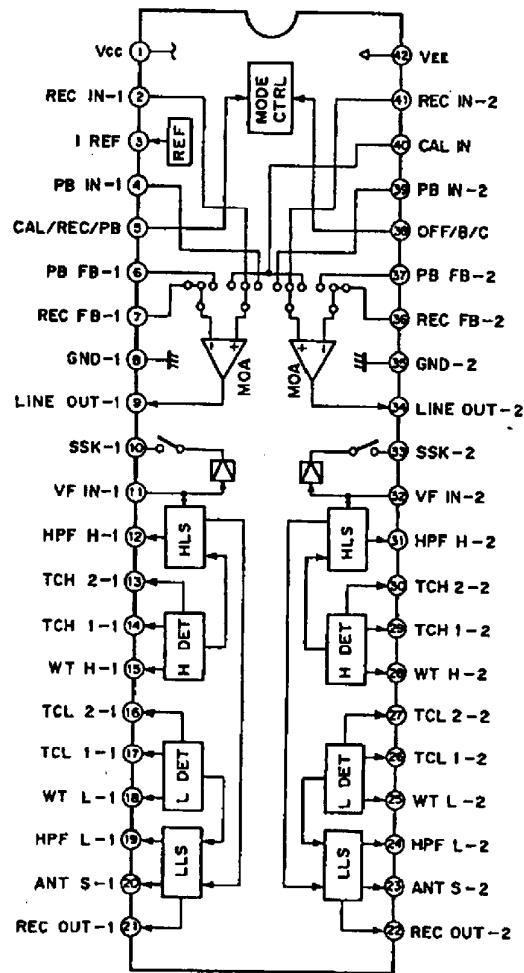 VCC 1
REC IN-1 2
I REF 3
PB IN-1 4
CAL/REC/PB 5
PB FB-1 6
REC FB-1 7
GND-1 8
LINE OUT-1 9
SSK-1 10
VF IN-1 11
HPF H-1 12
TCH 2-1 13
TCH 1-1 14
WT H-1 15
TCL 2-1 16
TCL 1-1 17
WT L-1 18
HPF L-1 19
ANT S-1 20
REC OUT-1 21
MODE
CTRL
REF
- +
+ -
MOA
MOA
HLS
HLS
H DET
H DET
L DET
L DET
LLS
LLS
42 VEE
41 REC IN-2
40 CAL IN
39 PB IN-2
38 OFF/B/C
37 PB FB-2
36 REC FB-2
35 GND-2
34 LINE OUT-2
33 SSK-2
32 VF IN-2
31 HPF H-2
30 TCH 2-2
29 TCH 1-2
28 WT H-2
27 TCL 2-2
26 TCL 1-2
25 WT L-2
24 HPF L-2
23 ANT S-2
22 REC OUT-2